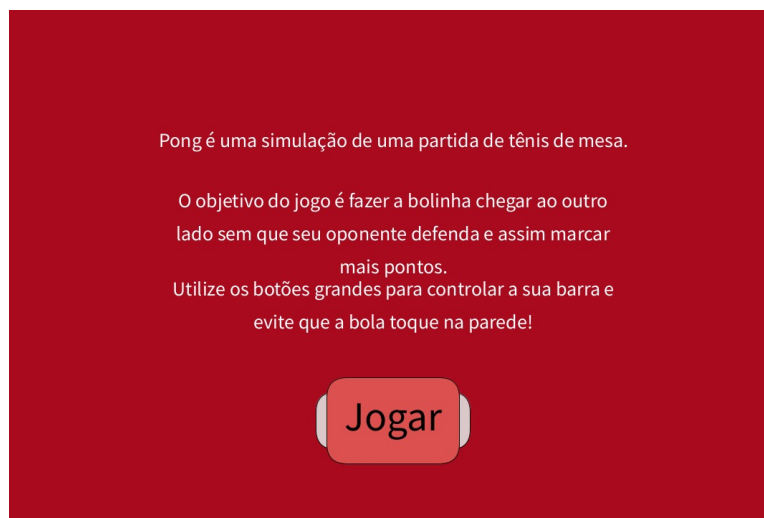 Pong é uma simulação de uma partida de tênis de mesa.
O objetivo do jogo é fazer a bolinha chegar ao outro
lado sem que seu oponente defenda e assim marcar
mais pontos.
Utilize os botões grandes para controlar a sua barra e
evite que a bola toque na parede!
Jogar